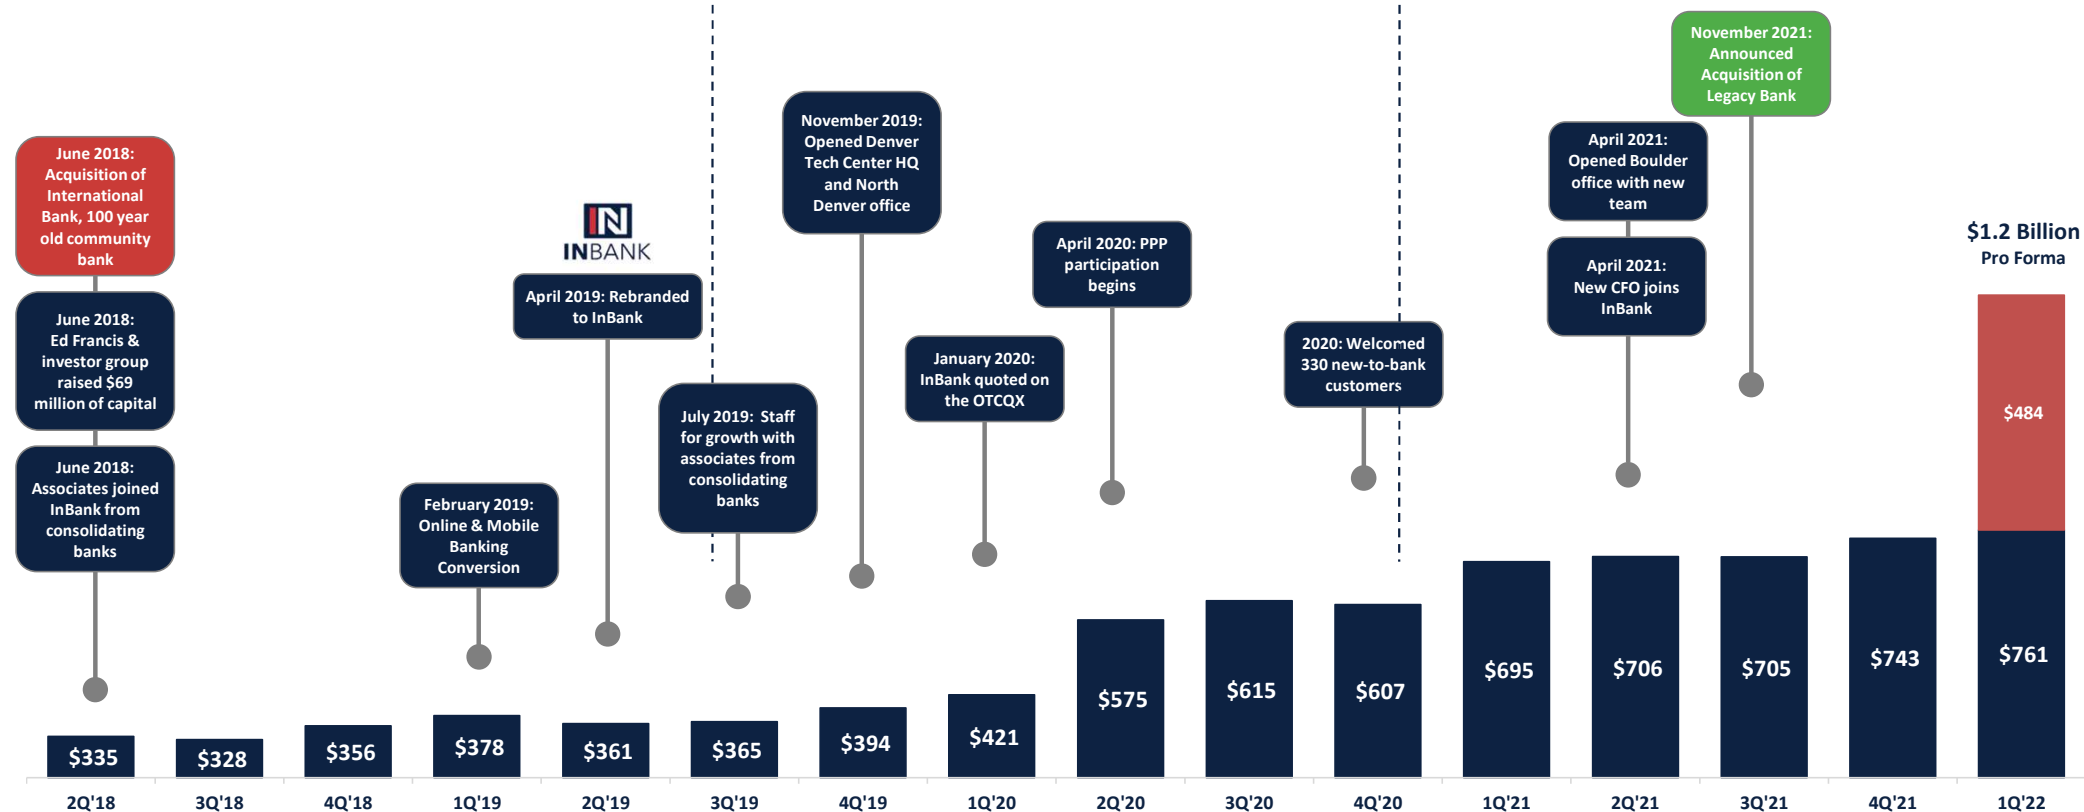 June 2018:
Acquisition of
International
Bank, 100 year
old community
bank
June 2018:
Ed Francis &
investor group
raised $69
million of capital
June 2018:
Associates joined
InBank from
consolidating
banks
February 2019:
Online & Mobile
Banking
Conversion
IN
INBANK
April 2019: Rebranded
to InBank
July 2019:  Staff
for growth with
associates from
consolidating
banks
November 2019:
Opened Denver
Tech Center HQ
and North
Denver office
January 2020:
InBank quoted on
the OTCQX
April 2020: PPP
participation
begins
2020: Welcomed
330 new-to-bank
customers
April 2021:
Opened Boulder
office with new
team
April 2021:
New CFO joins
InBank
November 2021:
Announced
Acquisition of
Legacy Bank
$1.2 Billion
Pro Forma
$484
$335
$328
$356
$378
$361
$365
$394
$421
$575
$615
$607
$695
$706
$705
$743
$761
2Q'18
3Q'18
4Q'18
1Q'19
2Q'19
3Q'19
4Q'19
1Q'20
2Q'20
3Q'20
4Q'20
1Q'21
2Q'21
3Q'21
4Q'21
1Q'22